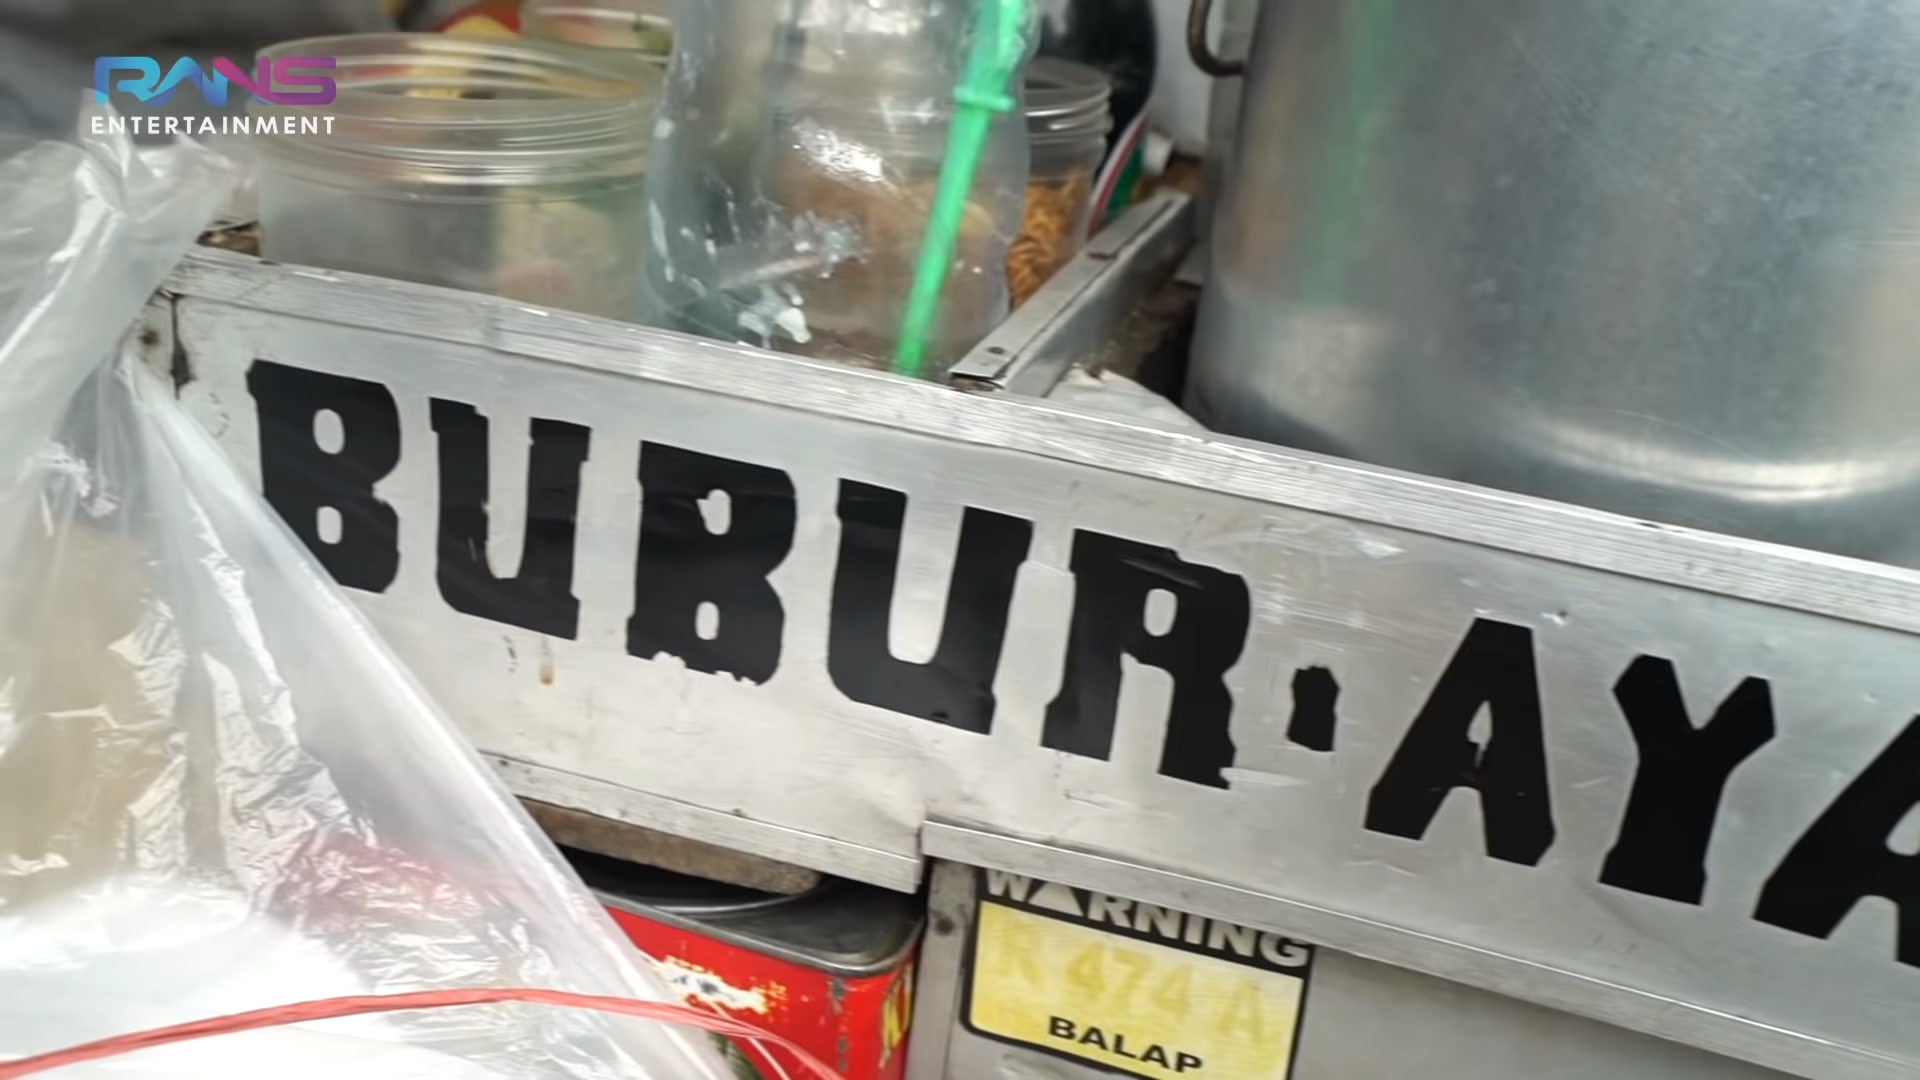 RANS
ENTERTAINMENT
BUBUR·AYA
WARNING
R 474 A
BALAP